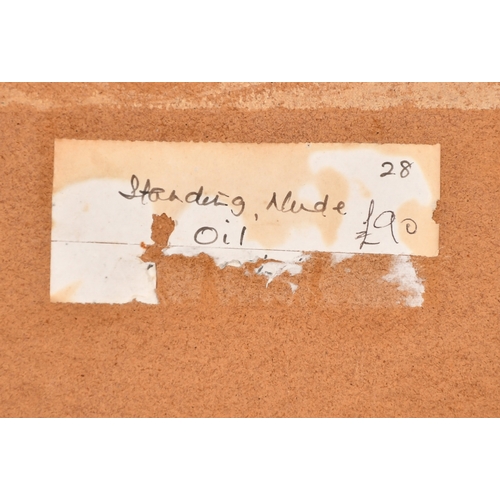 28
Standing, Nude
Oil £90